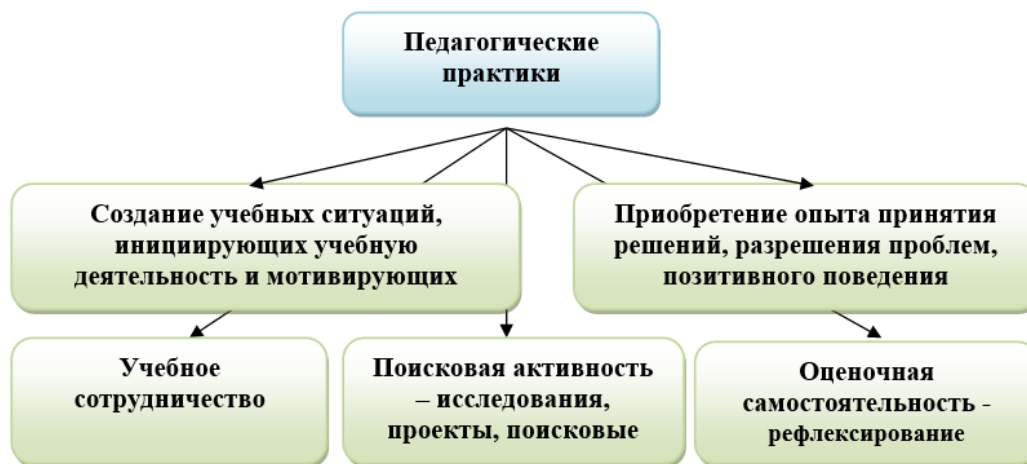 Педагогические
практики
Создание учебных ситуаций,
инициирующих учебную
деятельность и мотивирующих
Приобретение опыта принятия
решений, разрешения проблем,
позитивного поведения
Учебное
сотрудничество
Поисковая активность
– исследования,
проекты, поисковые
Оценочная
самостоятельность -
рефлексирование